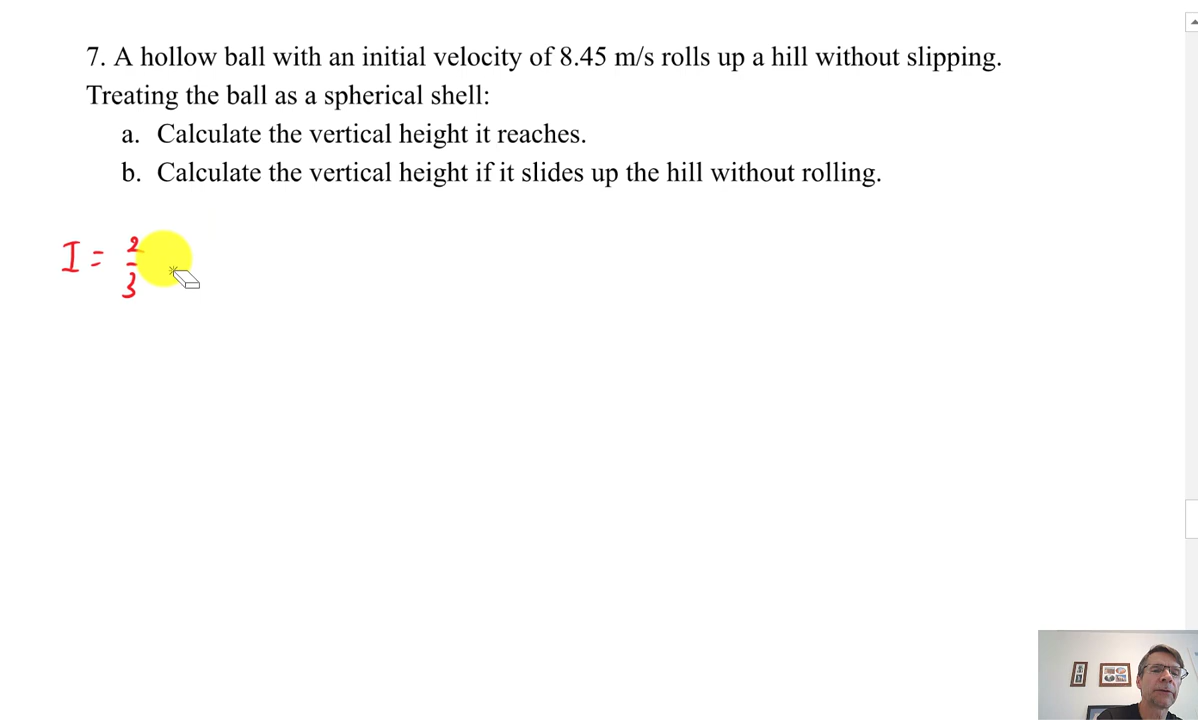 7. A hollow ball with an initial velocity of 8.45 m/s rolls up a hill without slipping.
Treating the ball as a spherical shell:
a. Calculate the vertical height it reaches.
b. Calculate the vertical height if it slides up the hill without rolling.
I = 2/3